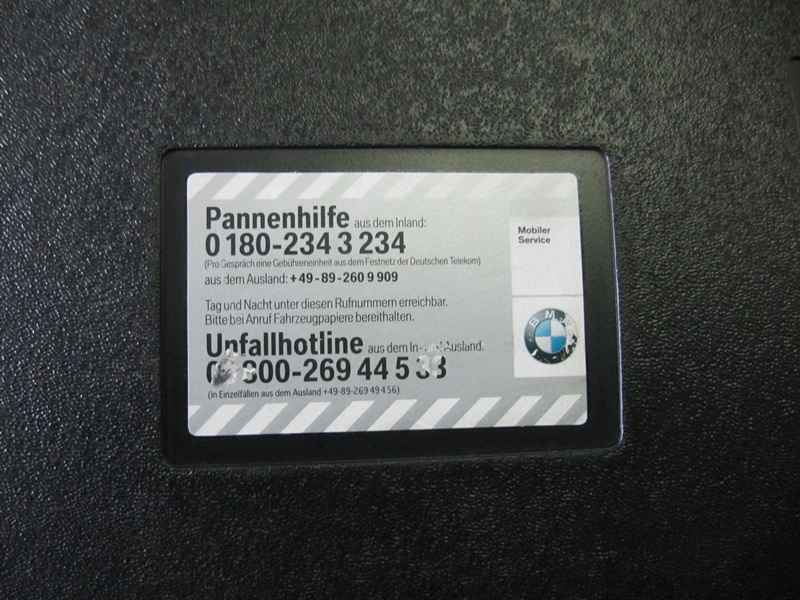 Pannenhilfe aus dem Inland:
0 180-234 3 234
(Pro Gespräch eine Gebühreneinheit aus dem Festnetz der Deutschen Telekom)
aus dem Ausland: +49-89-260 9 909
Tag und Nacht unter diesen Rufnummern erreichbar.
Bitte bei Anruf Fahrzeugpapiere bereithalten.
Unfallhotline aus dem Ausland.
(in Einzelfällen aus dem Ausland +49-89-269 49 4 56)
Mobiler
Service
BMW